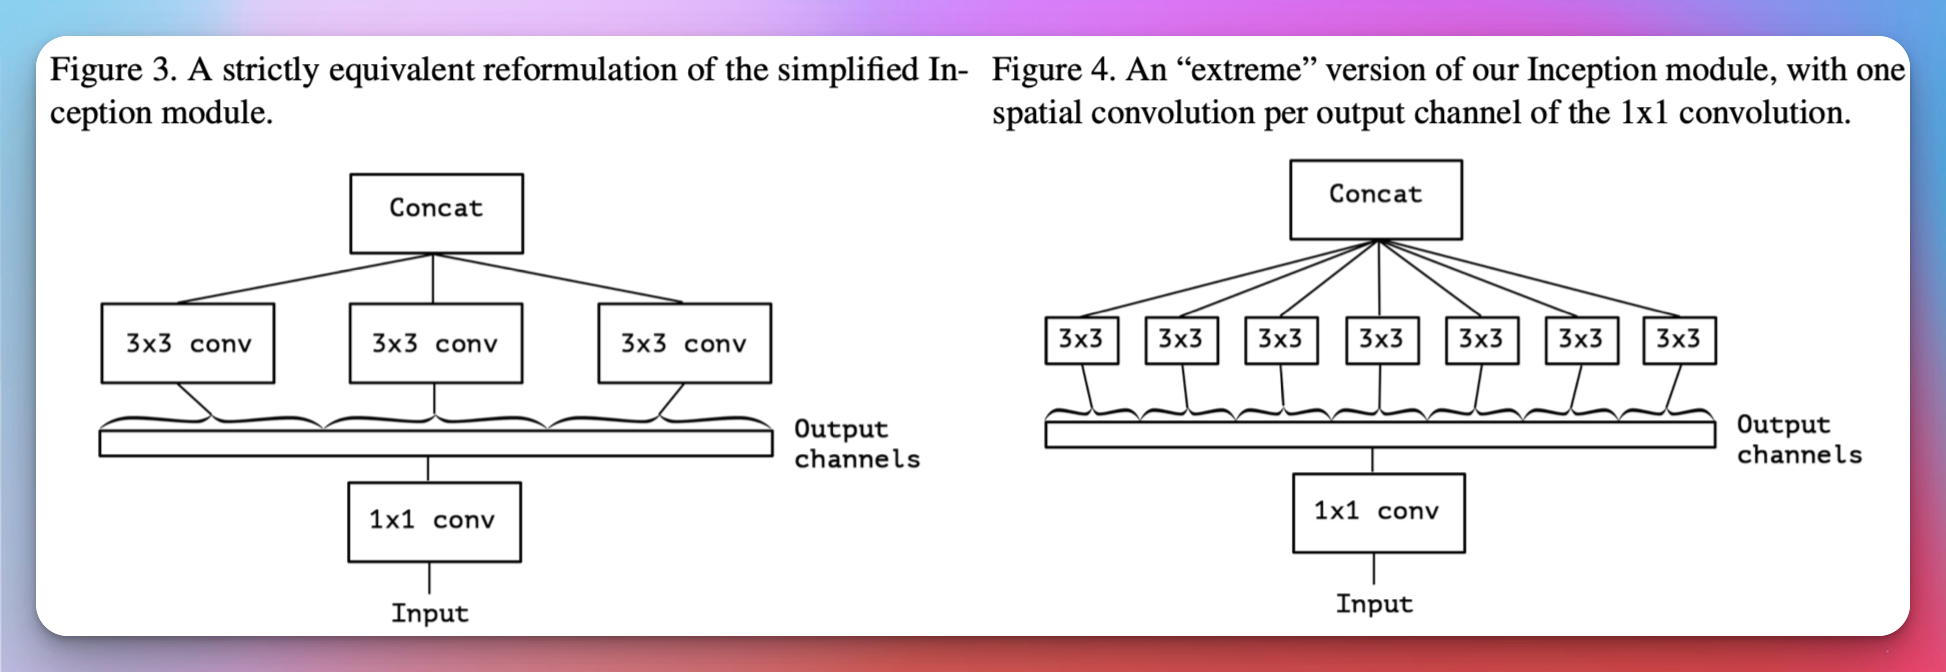 Figure 3. A strictly equivalent reformulation of the simplified In-
ception module.
Concat
3x3 conv
3x3 conv
3x3 conv
Output
channels
1x1 conv
Input
Figure 4. An “extreme” version of our Inception module, with one
spatial convolution per output channel of the 1x1 convolution.
Concat
3x3
3x3
3x3
3x3
3x3
3x3
3x3
Output
channels
1x1 conv
Input